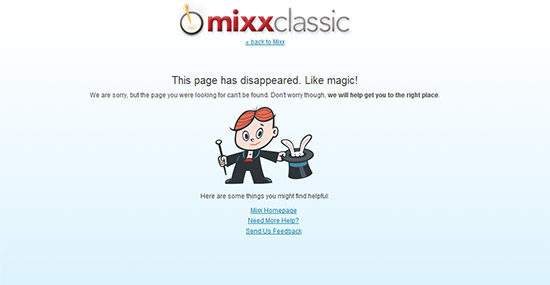 mixxclassic
« back to Mixx
This page has disappeared. Like magic!
We are sorry, but the page you were looking for can't be found. Don't worry though, we will help get you to the right place.
Here are some things you might find helpful:
Mixx Homepage
Need More Help?
Send Us Feedback